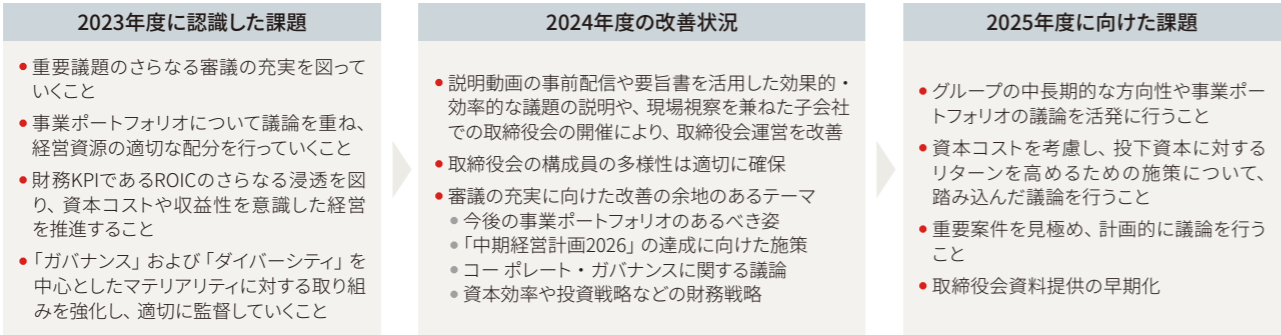 2023年度に認識した課題
● 重要議題のさらなる審議の充実を図って
いくこと
● 事業ポートフォリオについて議論を重ね、
経営資源の適切な配分を行っていくこと
● 財務KPIであるROICのさらなる浸透を図
り、資本コストや収益性を意識した経営
を推進すること
● 「ガバナンス」および「ダイバーシティ」を
中心としたマテリアリティに対する取り組
みを強化し、適切に監督していくこと
2024年度の改善状況
● 説明動画の事前配信や要旨書を活用した効果的・
効率的な議題の説明や、現場視察を兼ねた子会社
での取締役会の開催により、取締役会運営を改善
● 取締役会の構成員の多様性は適切に確保
● 審議の充実に向けた改善の余地のあるテーマ
● 今後の事業ポートフォリオのあるべき姿
● 「中期経営計画2026」の達成に向けた施策
● コー ポレート・ガバナンスに関する議論
● 資本効率や投資戦略などの財務戦略
2025年度に向けた課題
● グループの中長期的な方向性や事業ポー
トフォリオの議論を活発に行うこと
● 資本コストを考慮し、投下資本に対する
リターンを高めるための施策について、
踏み込んだ議論を行うこと
● 重要案件を見極め、計画的に議論を行う
こと
● 取締役会資料提供の早期化